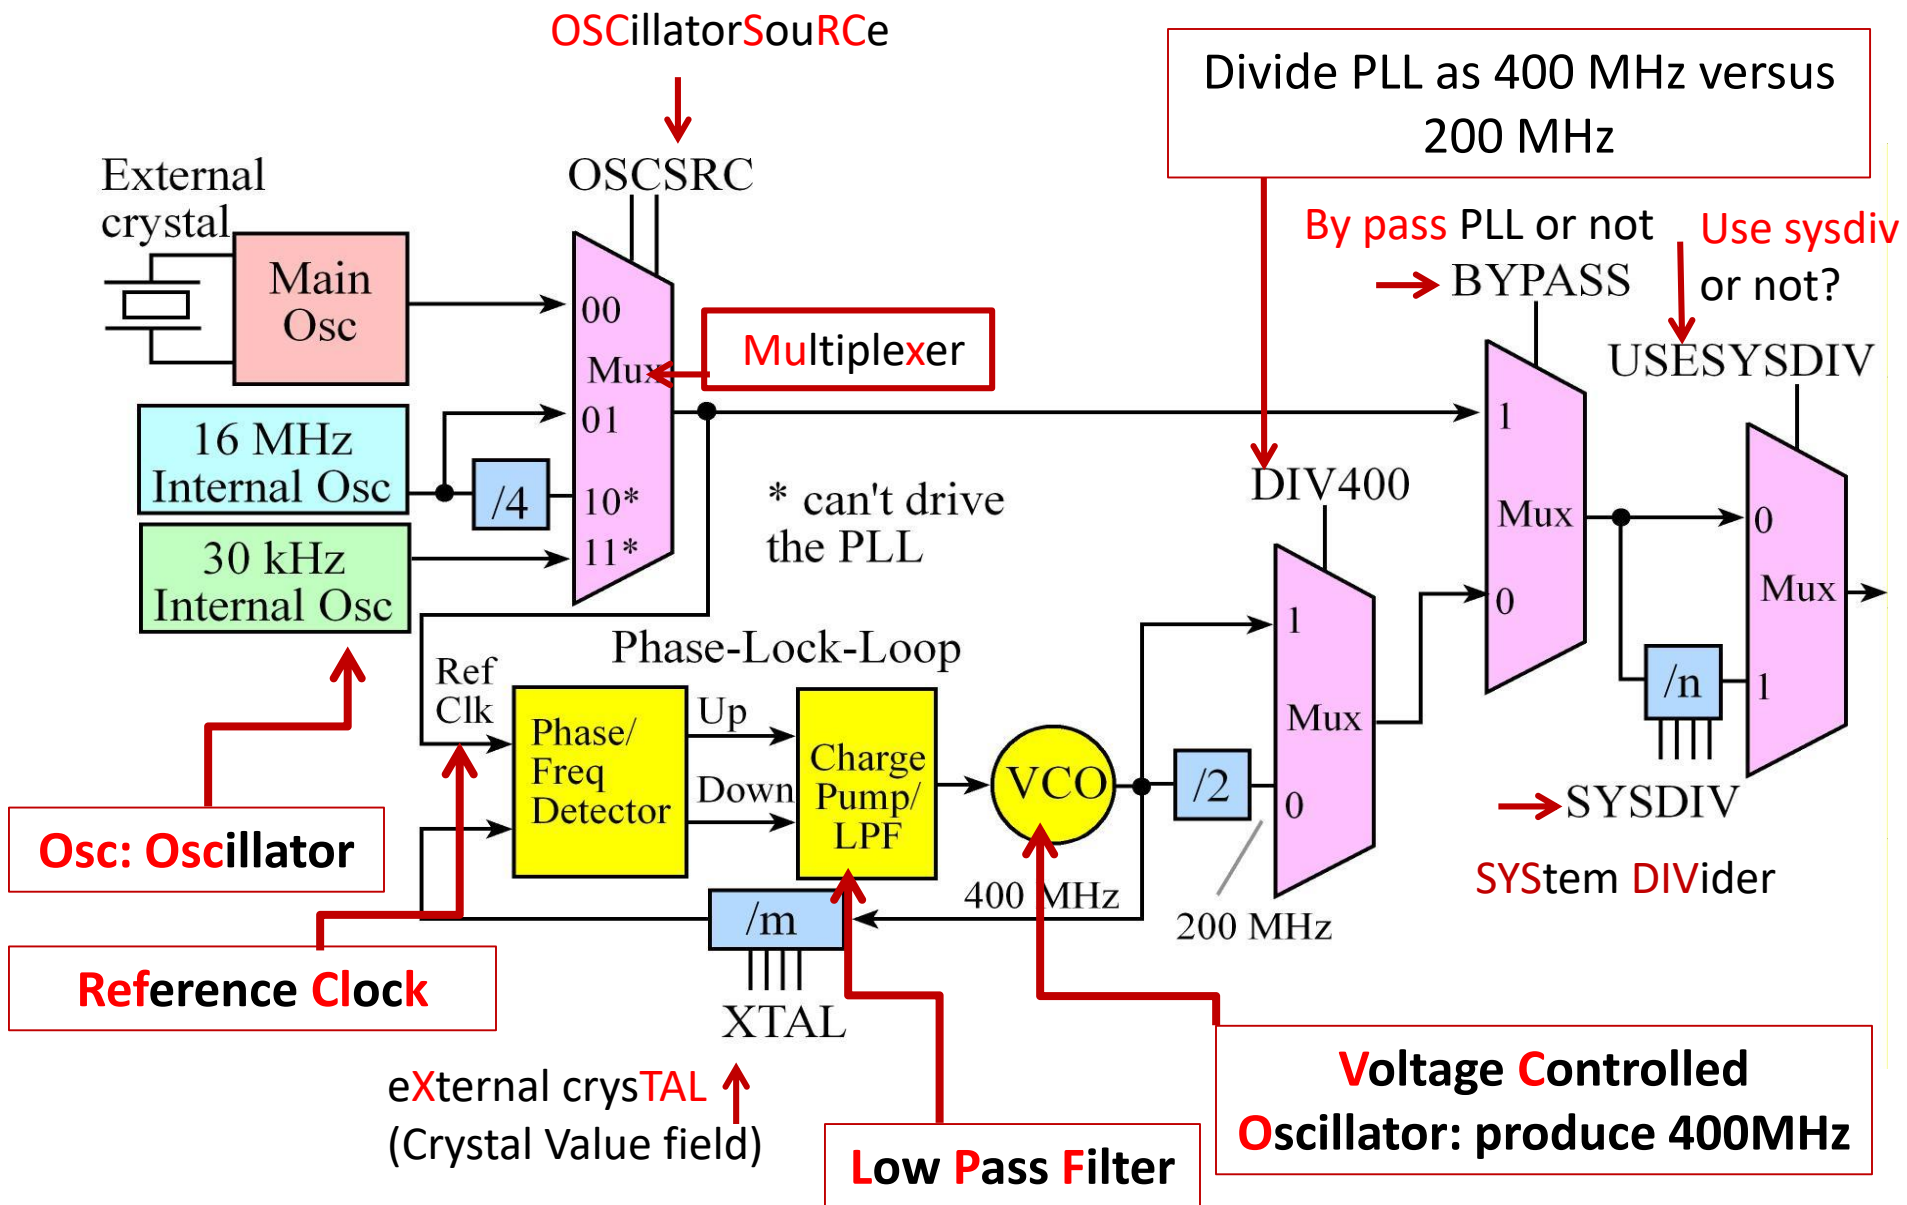 OSCillatorSouRCe
Divide PLL as 400 MHz versus
200 MHz
External
crystal
OSCSRC
By pass PLL or not
BYPASS
Use sysdiv
or not?
USESYSDIV
Main
Osc
00
Mux
01
10*
11*
Multiplexer
16 MHz
Internal Osc
/4
30 kHz
Internal Osc
* can't drive
the PLL
DIV400
1
Mux
0
1
Mux
0
0
Mux
1
/n
SYSDIV
SYStem DIVider
Phase-Lock-Loop
Ref
Clk
Phase/
Freq
Detector
Up
Down
Charge
Pump/
LPF
VCO
/2
400 MHz
200 MHz
/m
XTAL
Osc: Oscillator
Reference Clock
eXternal crysTAL
(Crystal Value field)
Low Pass Filter
Voltage Controlled
Oscillator: produce 400MHz